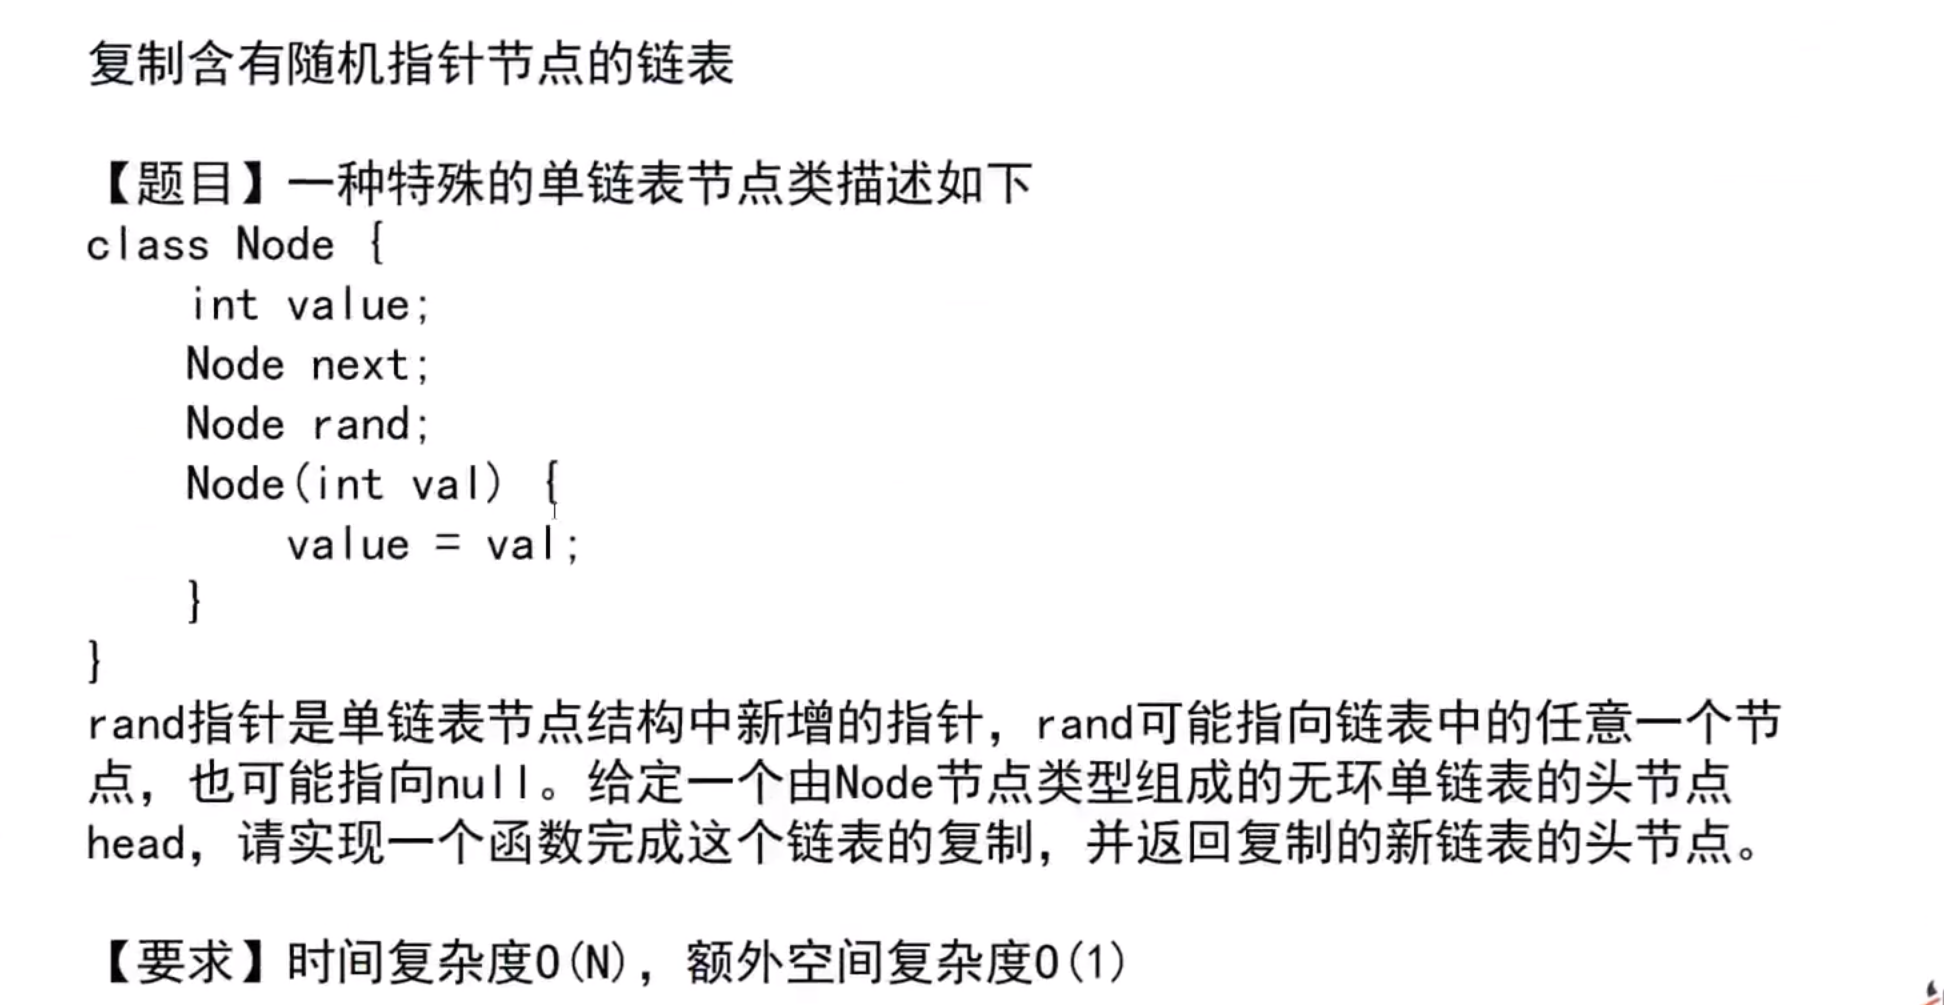 复制含有随机指针节点的链表
【题目】一种特殊的单链表节点类描述如下
class Node {
int value;
Node next;
Node rand;
Node(int val) {
value = val;
}
}
rand指针是单链表节点结构中新增的指针，rand可能指向链表中的任意一个节
点，也可能指向null。给定一个由Node节点类型组成的无环单链表的头节点
head，请实现一个函数完成这个链表的复制，并返回复制的新链表的头节点。
【要求】时间复杂度O(N)，额外空间复杂度O(1)